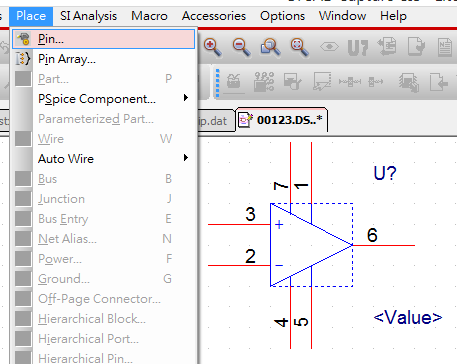 Place SI Analysis Macro Accessories Options Window Help
Pin...
Pin Array...
Part... P
PSpice Component...
Parameterized Part...
Wire W
Auto Wire
Bus B
Junction J
Bus Entry E
Net Alias... N
Power... F
Ground... G
Off-Page Connector...
Hierarchical Block...
Hierarchical Port...
Hierarchical Pin...
U?
ip.dat
00123.DS..*
7 1
U?
3
+
6
2
−
4 5
<Value>